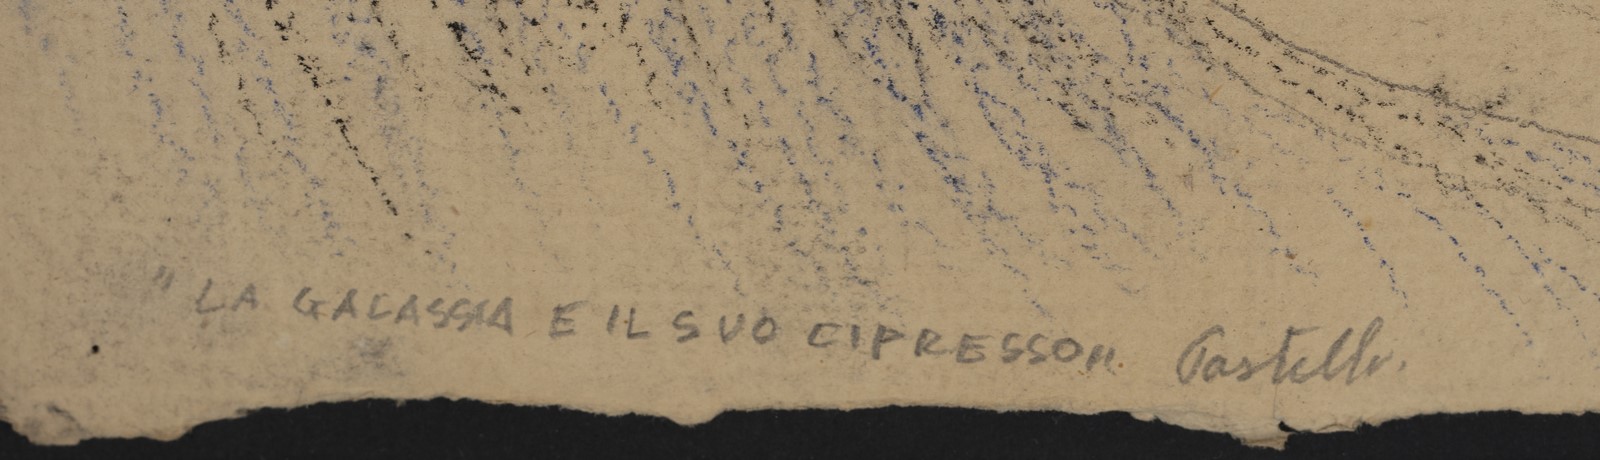 "LA GALASSIA E IL SUO CIPRESSO" Pastello.